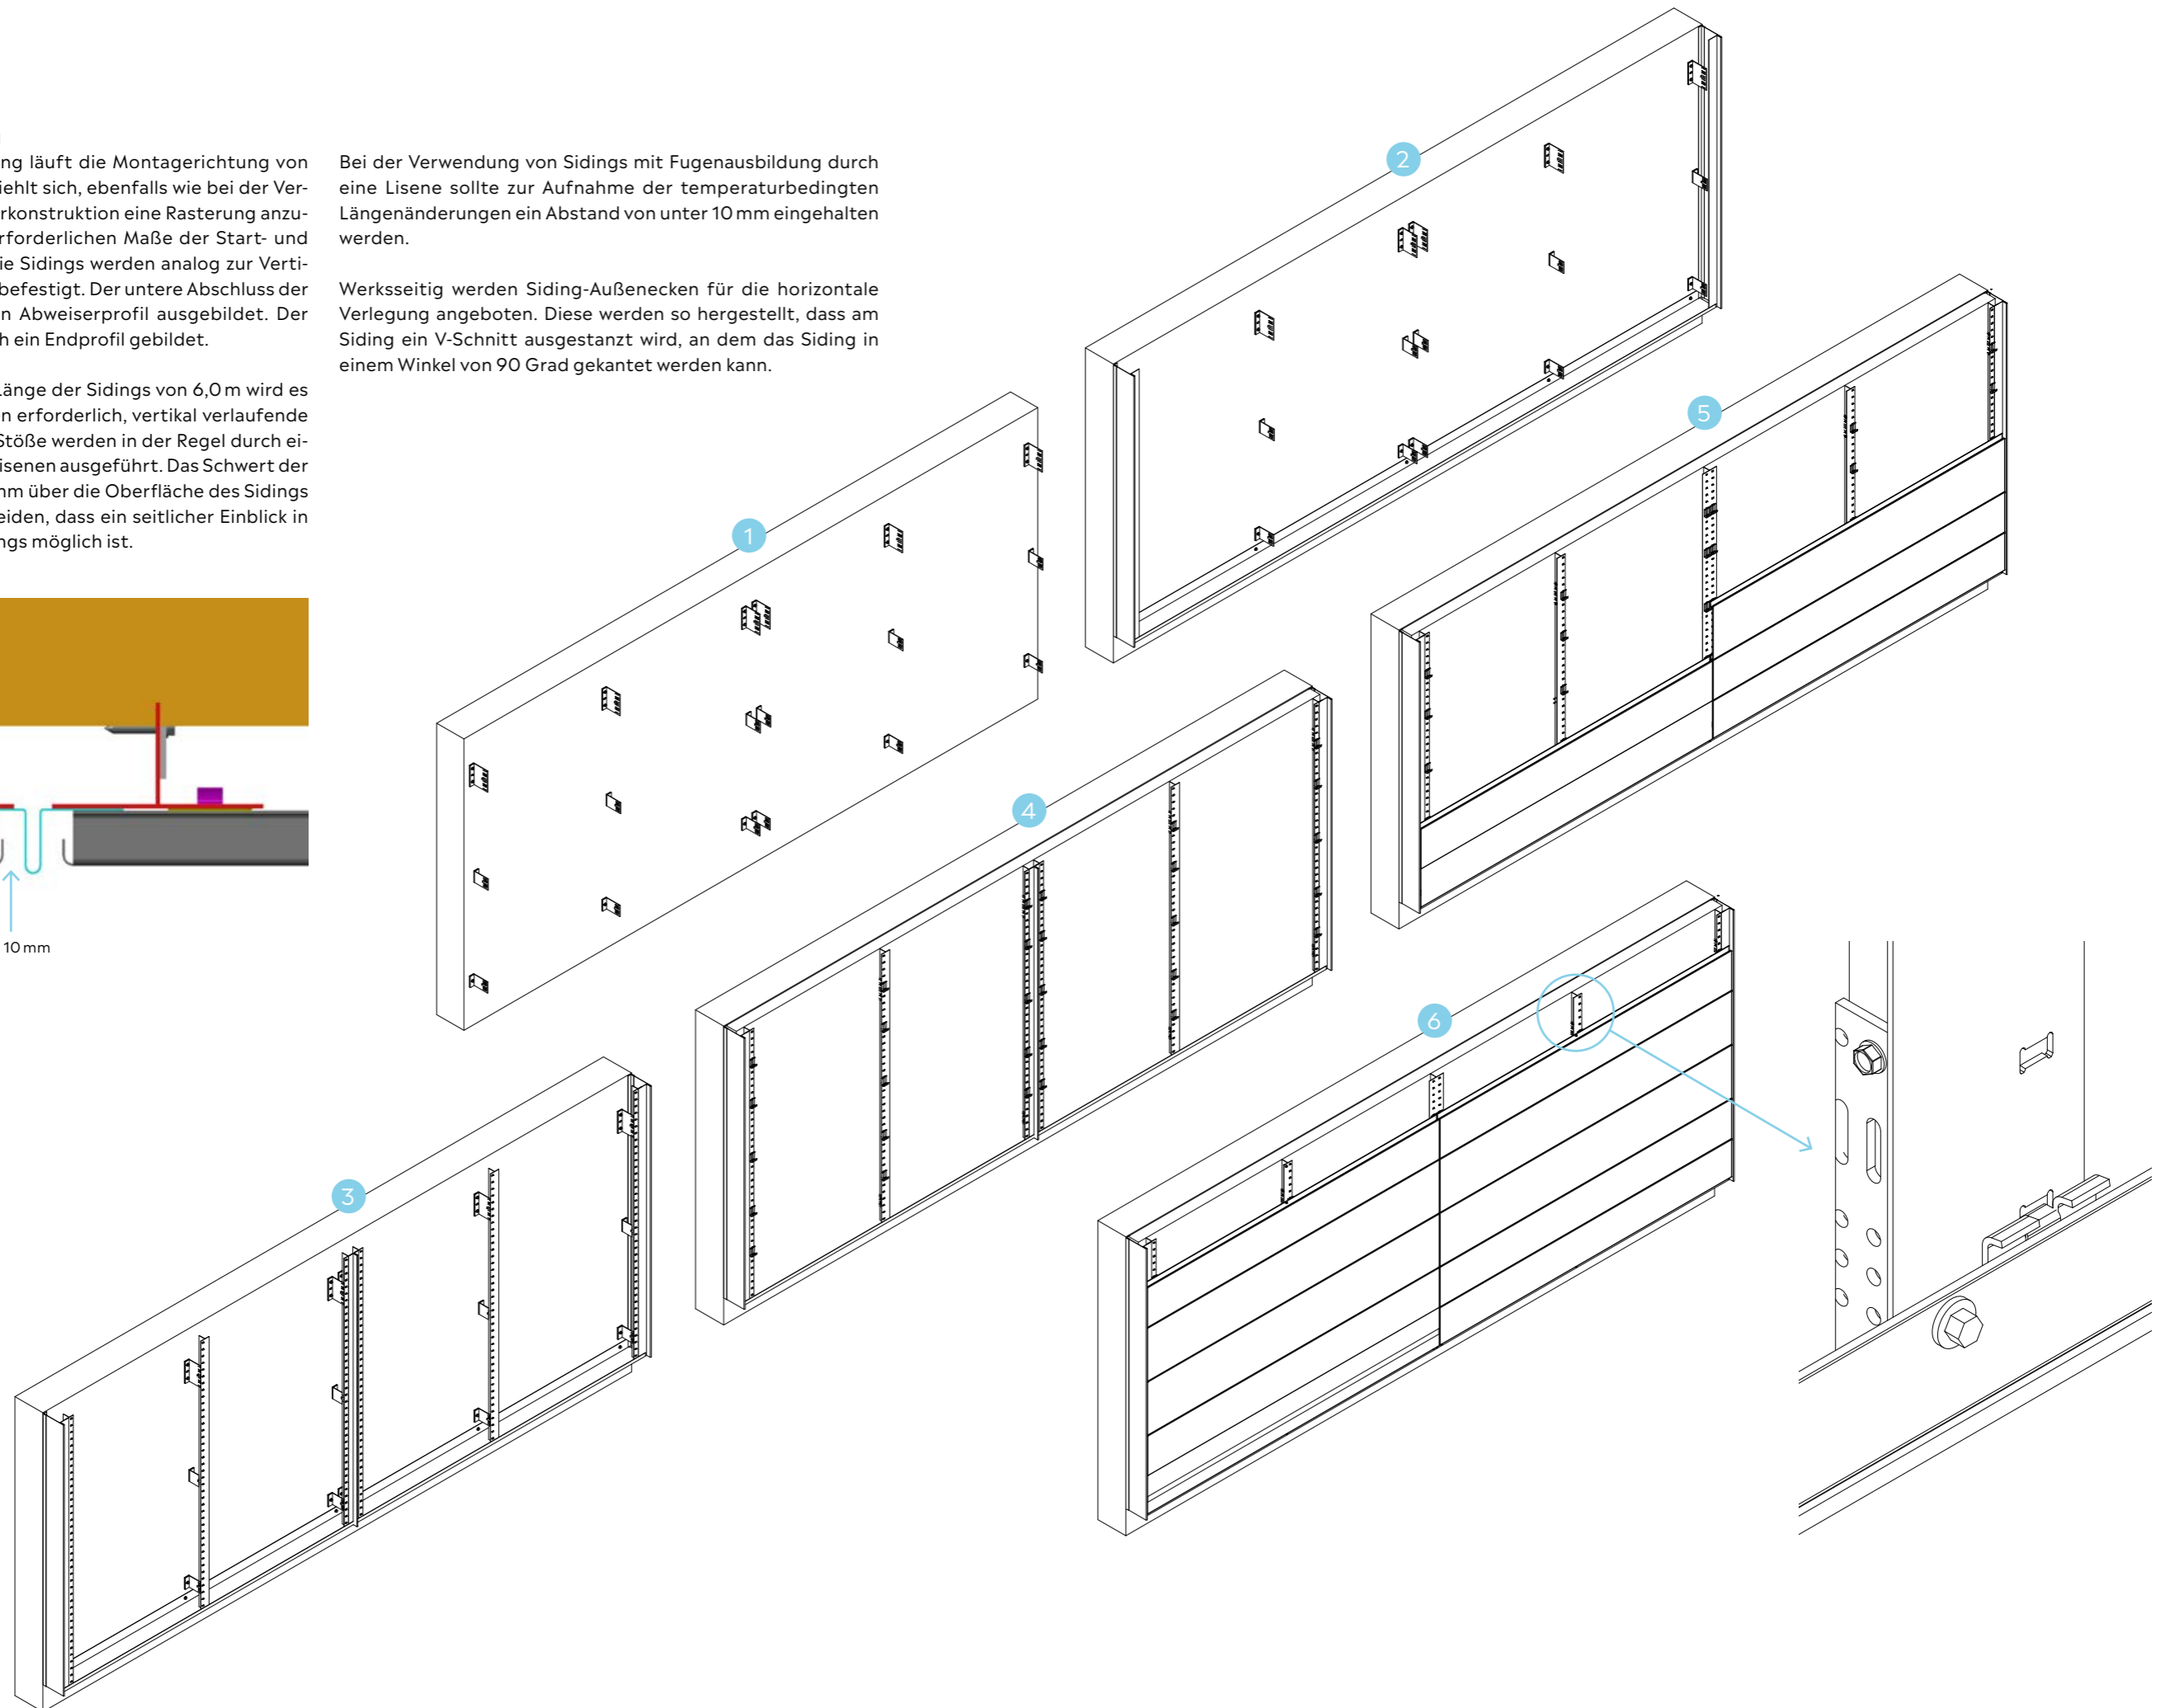 ng läuft die Montagerichtung von
iehlt sich, ebenfalls wie bei der Ver-
rkonstruktion eine Rasterung anzu-
rforderlichen Maße der Start- und
ie Sidings werden analog zur Verti-
befestigt. Der untere Abschluss der
n Abweiserprofil ausgebildet. Der
h ein Endprofil gebildet.
Länge der Sidings von 6,0 m wird es
n erforderlich, vertikal verlaufende
Stöße werden in der Regel durch ei-
isenen ausgeführt. Das Schwert der
nm über die Oberfläche des Sidings
eiden, dass ein seitlicher Einblick in
ngs möglich ist.
10 mm
Bei der Verwendung von Sidings mit Fugenausbildung durch
eine Lisene sollte zur Aufnahme der temperaturbedingten
Längenänderungen ein Abstand von unter 10 mm eingehalten
werden.
Werksseitig werden Siding-Außenecken für die horizontale
Verlegung angeboten. Diese werden so hergestellt, dass am
Siding ein V-Schnitt ausgestanzt wird, an dem das Siding in
einem Winkel von 90 Grad gekantet werden kann.
1
2
3
4
5
6